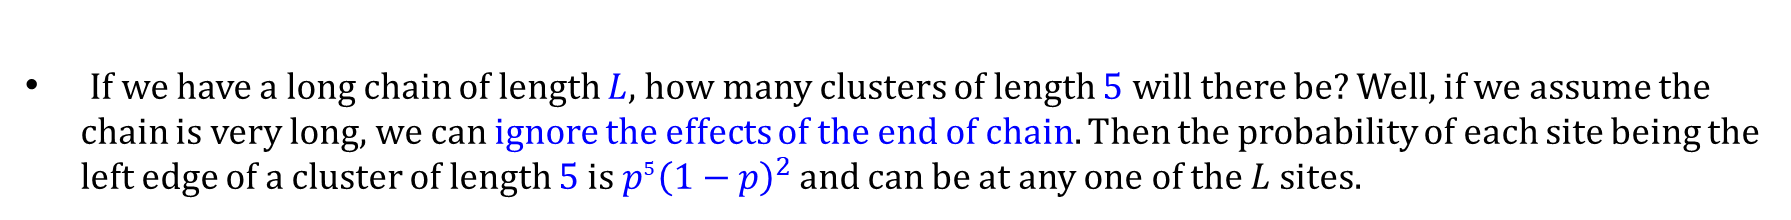 • If we have a long chain of length L, how many clusters of length 5 will there be? Well, if we assume the
chain is very long, we can ignore the effects of the end of chain. Then the probability of each site being the
left edge of a cluster of length 5 is p⁵(1 − p)² and can be at any one of the L sites.